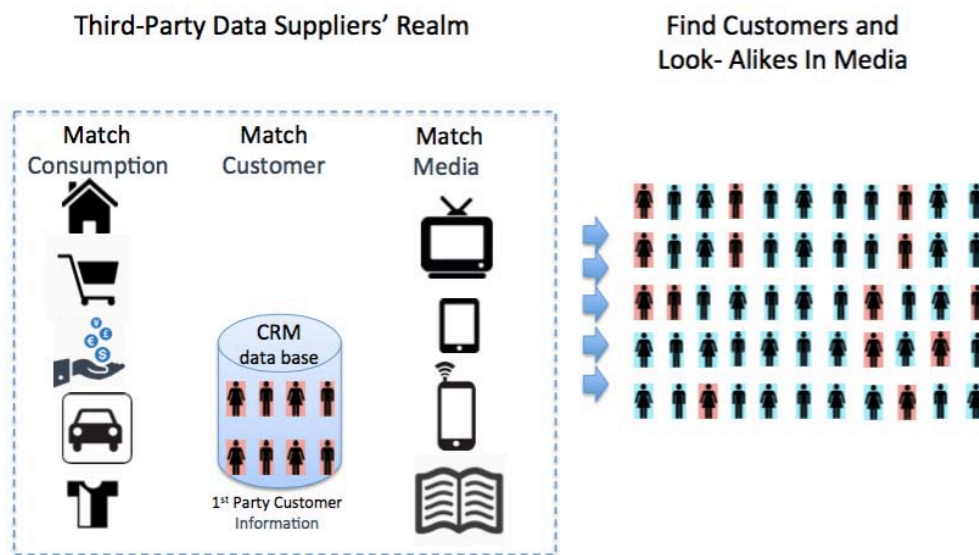 Third-Party Data Suppliers’ Realm
Find Customers and
Look- Alikes In Media
Match
Consumption
Match
Customer
Match
Media
¥
£
€
$
CRM
data base
1st Party Customer
Information